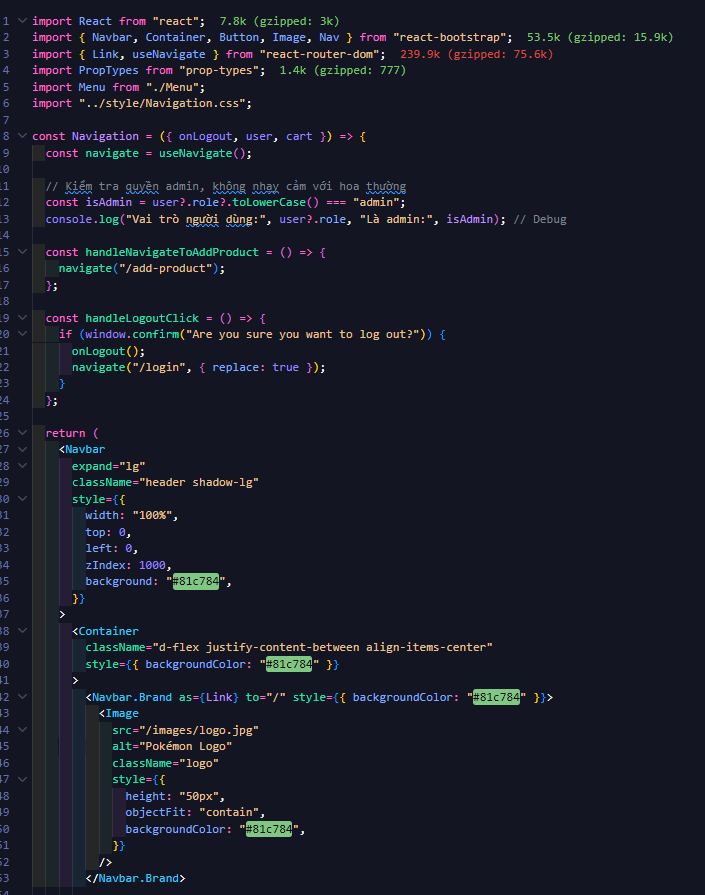 1 import React from "react"; 7.8k (gzipped: 3k)
2 import { Navbar, Container, Button, Image, Nav } from "react-bootstrap"; 53.5k (gzipped: 15.9k)
3 import { Link, useNavigate } from "react-router-dom"; 239.9k (gzipped: 75.6k)
4 import PropTypes from "prop-types"; 1.4k (gzipped: 777)
5 import Menu from "./Menu";
6 import "../style/Navigation.css";
7
8 const Navigation = ({ onLogout, user, cart }) => {
9   const navigate = useNavigate();
10
11   // Kiểm tra quyền admin, không nhạy cảm với hoa thường
12   const isAdmin = user?.role?.toLowerCase() === "admin";
13   console.log("Vai trò người dùng:", user?.role, "Là admin:", isAdmin); // Debug
14
15   const handleNavigateToAddProduct = () => {
16     navigate("/add-product");
17   };
18
19   const handleLogoutClick = () => {
20     if (window.confirm("Are you sure you want to log out?")) {
21       onLogout();
22       navigate("/login", { replace: true });
23     }
24   };
25
26   return (
27     <Navbar
28       expand="lg"
29       className="header shadow-lg"
30       style={{
31         width: "100%",
32         top: 0,
33         left: 0,
34         zIndex: 1000,
35         background: "#81c784",
36       }}
37     >
38       <Container
39         className="d-flex justify-content-between align-items-center"
40         style={{ backgroundColor: "#81c784" }}
41       >
42         <Navbar.Brand as={Link} to="/" style={{ backgroundColor: "#81c784" }}>
43           <Image
44             src="/images/logo.jpg"
45             alt="Pokémon Logo"
46             className="logo"
47             style={{
48               height: "50px",
49               objectFit: "contain",
50               backgroundColor: "#81c784",
51             }}
52           />
53         </Navbar.Brand>